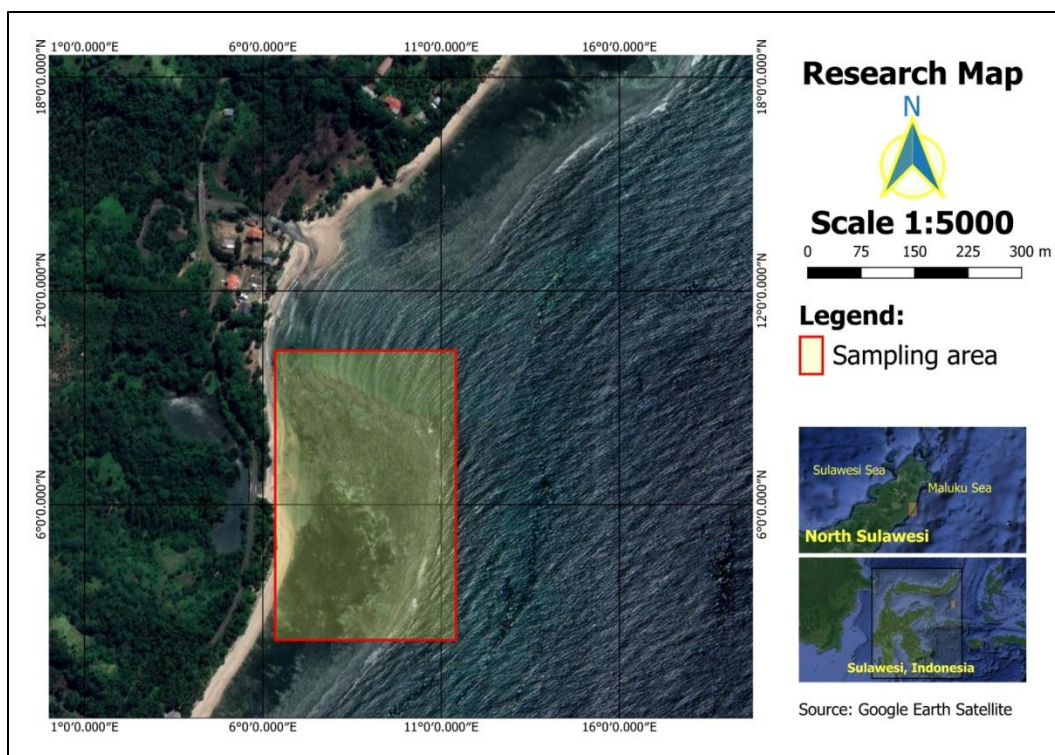 1°0'0.000"E 6°0'0.000"E 11°0'0.000"E 16°0'0.000"E
18°0'0.000"N
12°0'0.000"N
6°0'0.000"N
18°0'0.000"N
12°0'0.000"N
6°0'0.000"N
1°0'0.000"E 6°0'0.000"E 11°0'0.000"E 16°0'0.000"E
Research Map
N
Scale 1:5000
0 75 150 225 300 m
Legend:
Sampling area
Sulawesi Sea
Maluku Sea
North Sulawesi
Sulawesi, Indonesia
Source: Google Earth Satellite